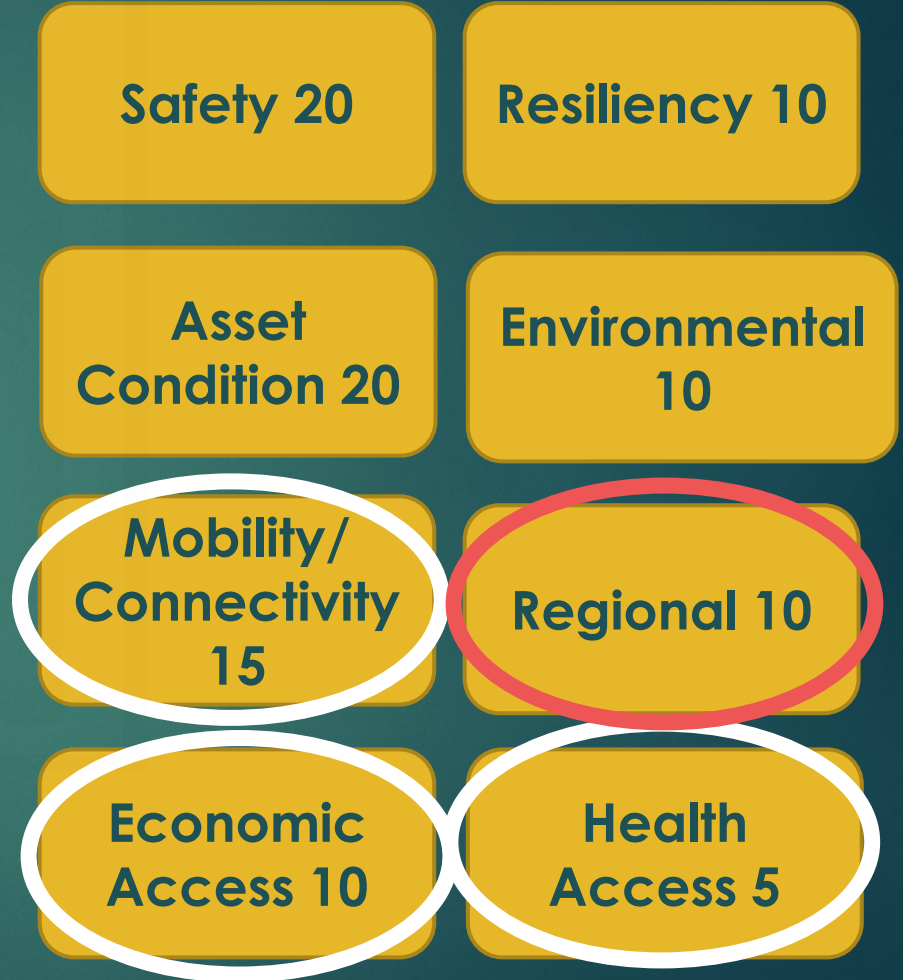 Safety 20
Resiliency 10
Asset
Condition 20
Environmental
10
Mobility/
Connectivity
15
Regional 10
Economic
Access 10
Health
Access 5